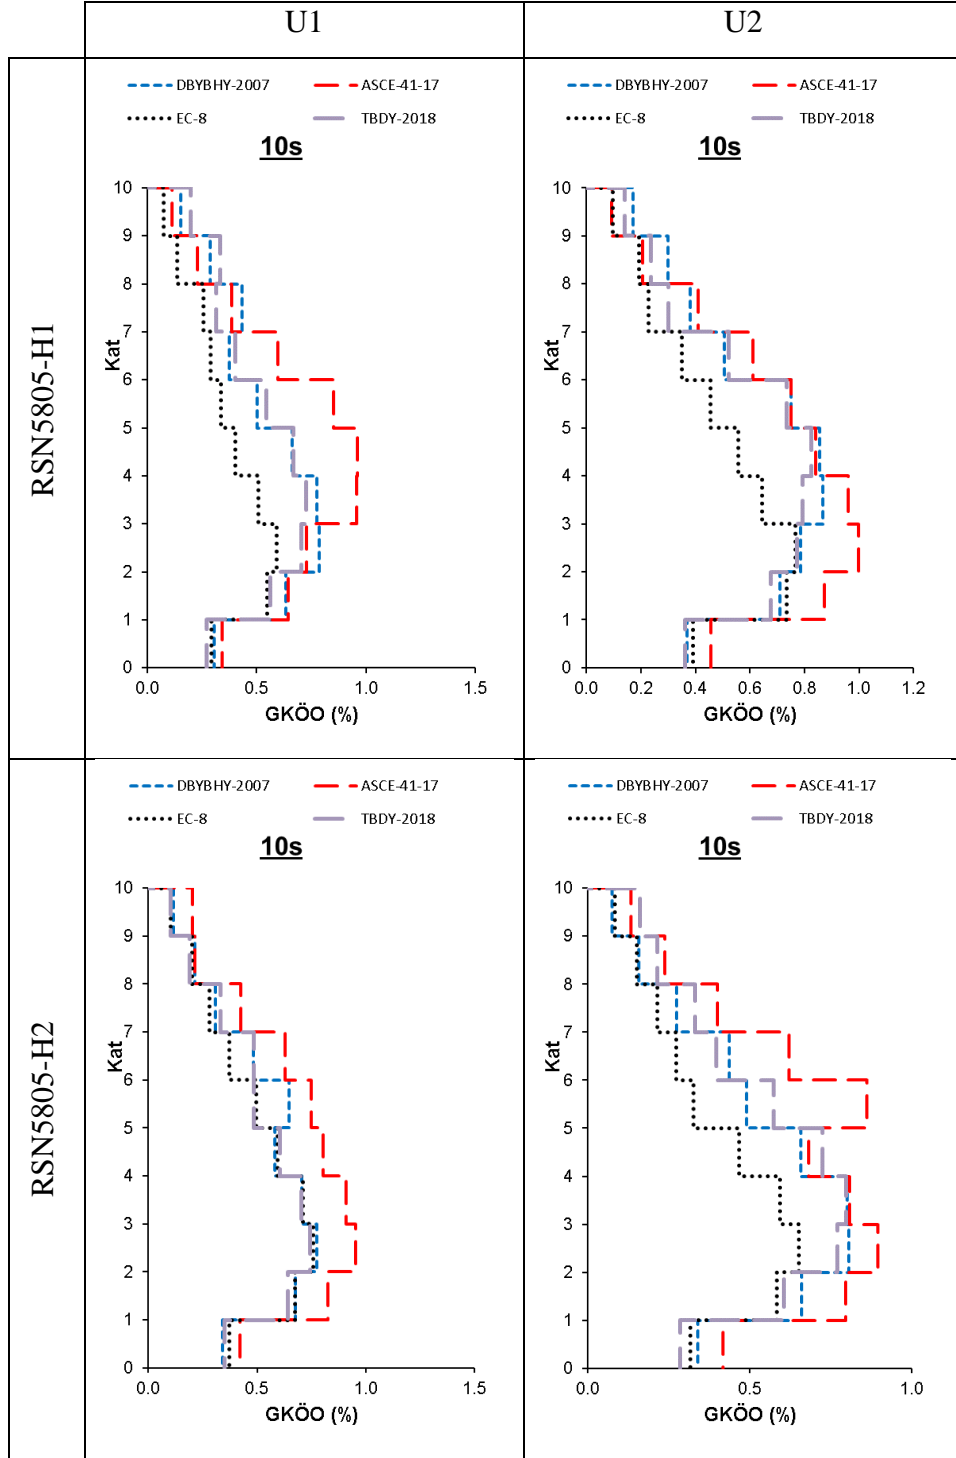 U1
U2
RSN5805-H1
DBYBHY-2007
ASCE-41-17
EC-8
TBDY-2018
10s
Kat
10
9
8
7
6
5
4
3
2
1
0
0.0 0.5 1.0 1.5
GKÖO (%)
DBYBHY-2007
ASCE-41-17
EC-8
TBDY-2018
10s
Kat
10
9
8
7
6
5
4
3
2
1
0
0.0 0.2 0.4 0.6 0.8 1.0 1.2
GKÖO (%)
RSN5805-H2
DBYBHY-2007
ASCE-41-17
EC-8
TBDY-2018
10s
Kat
10
9
8
7
6
5
4
3
2
1
0
0.0 0.5 1.0 1.5
GKÖO (%)
DBYBHY-2007
ASCE-41-17
EC-8
TBDY-2018
10s
Kat
10
9
8
7
6
5
4
3
2
1
0
0.0 0.5 1.0
GKÖO (%)